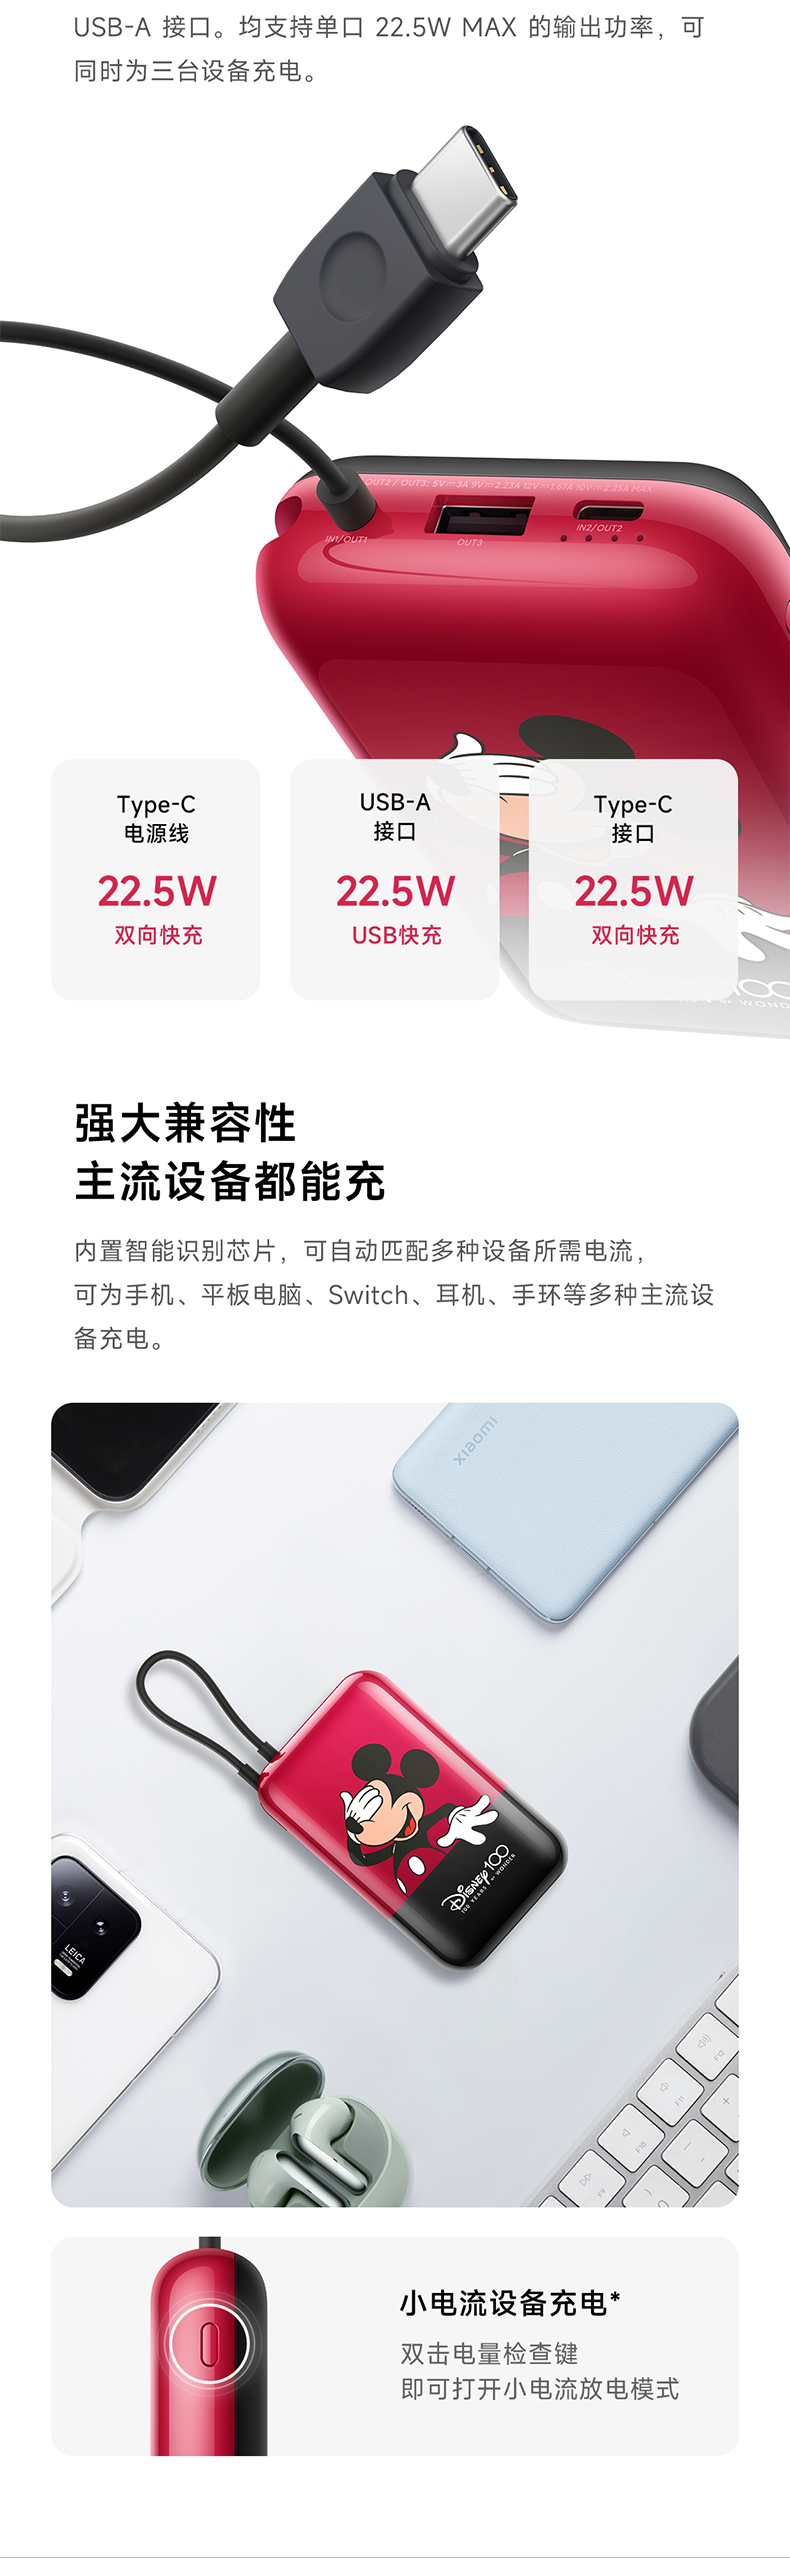 USB-A 接口。均支持单口 22.5W MAX 的输出功率，可
同时为三台设备充电。
OUT2 / OUT3: 5V⎓3A 9V⎓2.23A 12V⎓1.67A 10V⎓2.25A MAX
IN1/OUT1
OUT3
IN2/OUT2
Type-C
电源线
22.5W
双向快充
USB-A
接口
22.5W
USB快充
Type-C
接口
22.5W
双向快充
强大兼容性
主流设备都能充
内置智能识别芯片，可自动匹配多种设备所需电流，
可为手机、平板电脑、Switch、耳机、手环等多种主流设
备充电。
xiaomi
Disney 100
100 YEARS OF WONDER
LEICA
F12
F11
F10
F9
小电流设备充电*
双击电量检查键
即可打开小电流放电模式